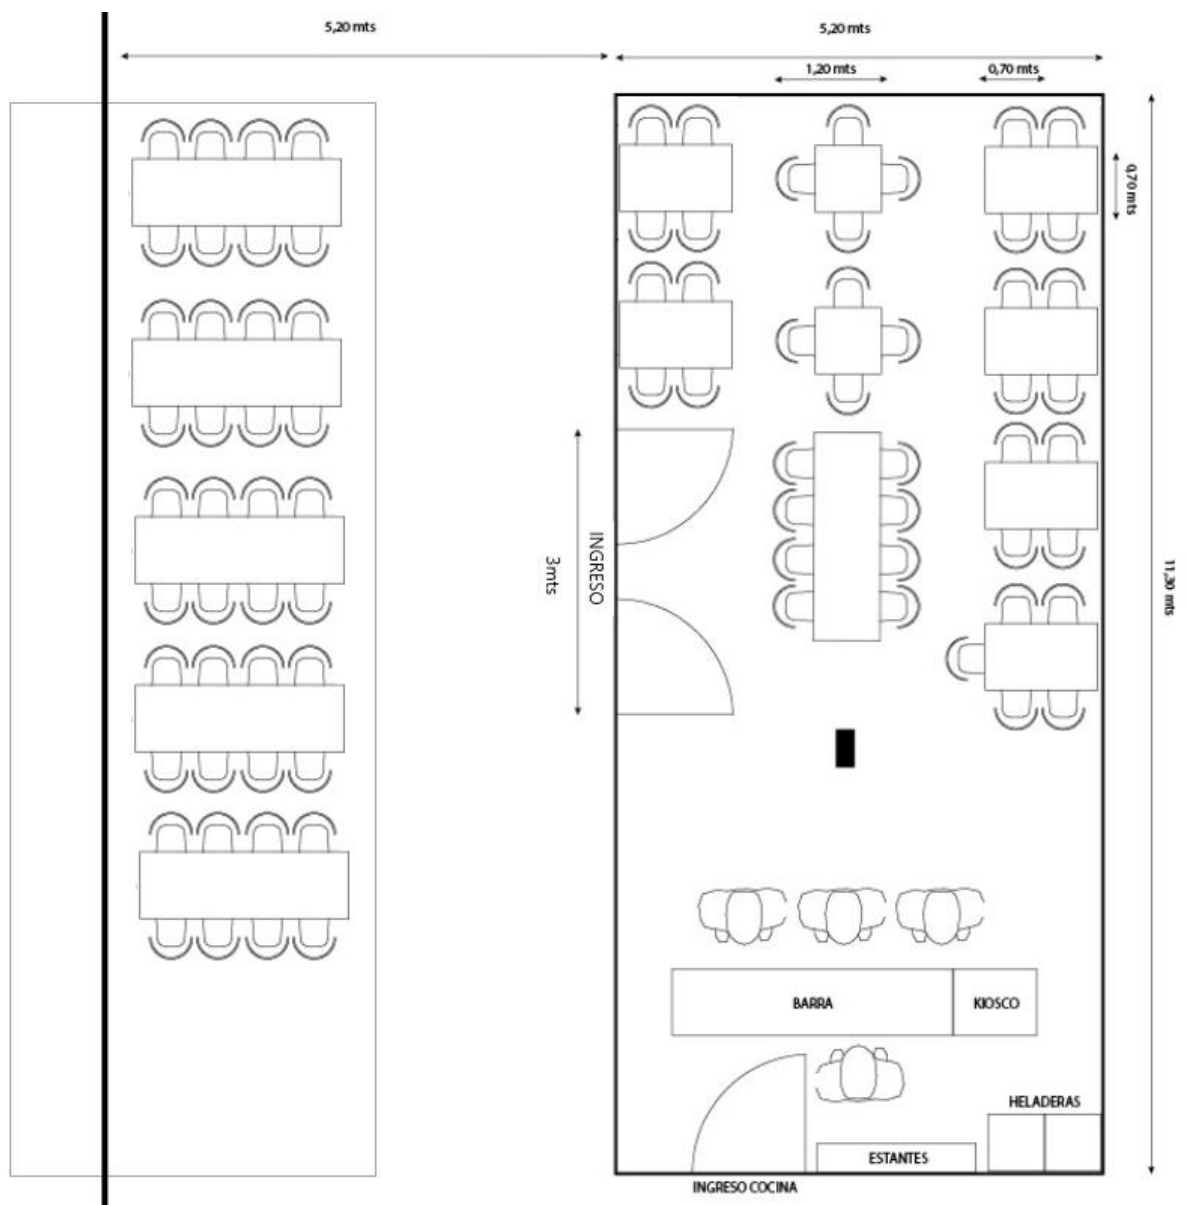 5,20 mts
5,20 mts
1,20 mts
0,70 mts
0,70 mts
INGRESO
3mts
11,30 mts
BARRA
KIOSCO
HELADERAS
ESTANTES
INGRESO COCINA